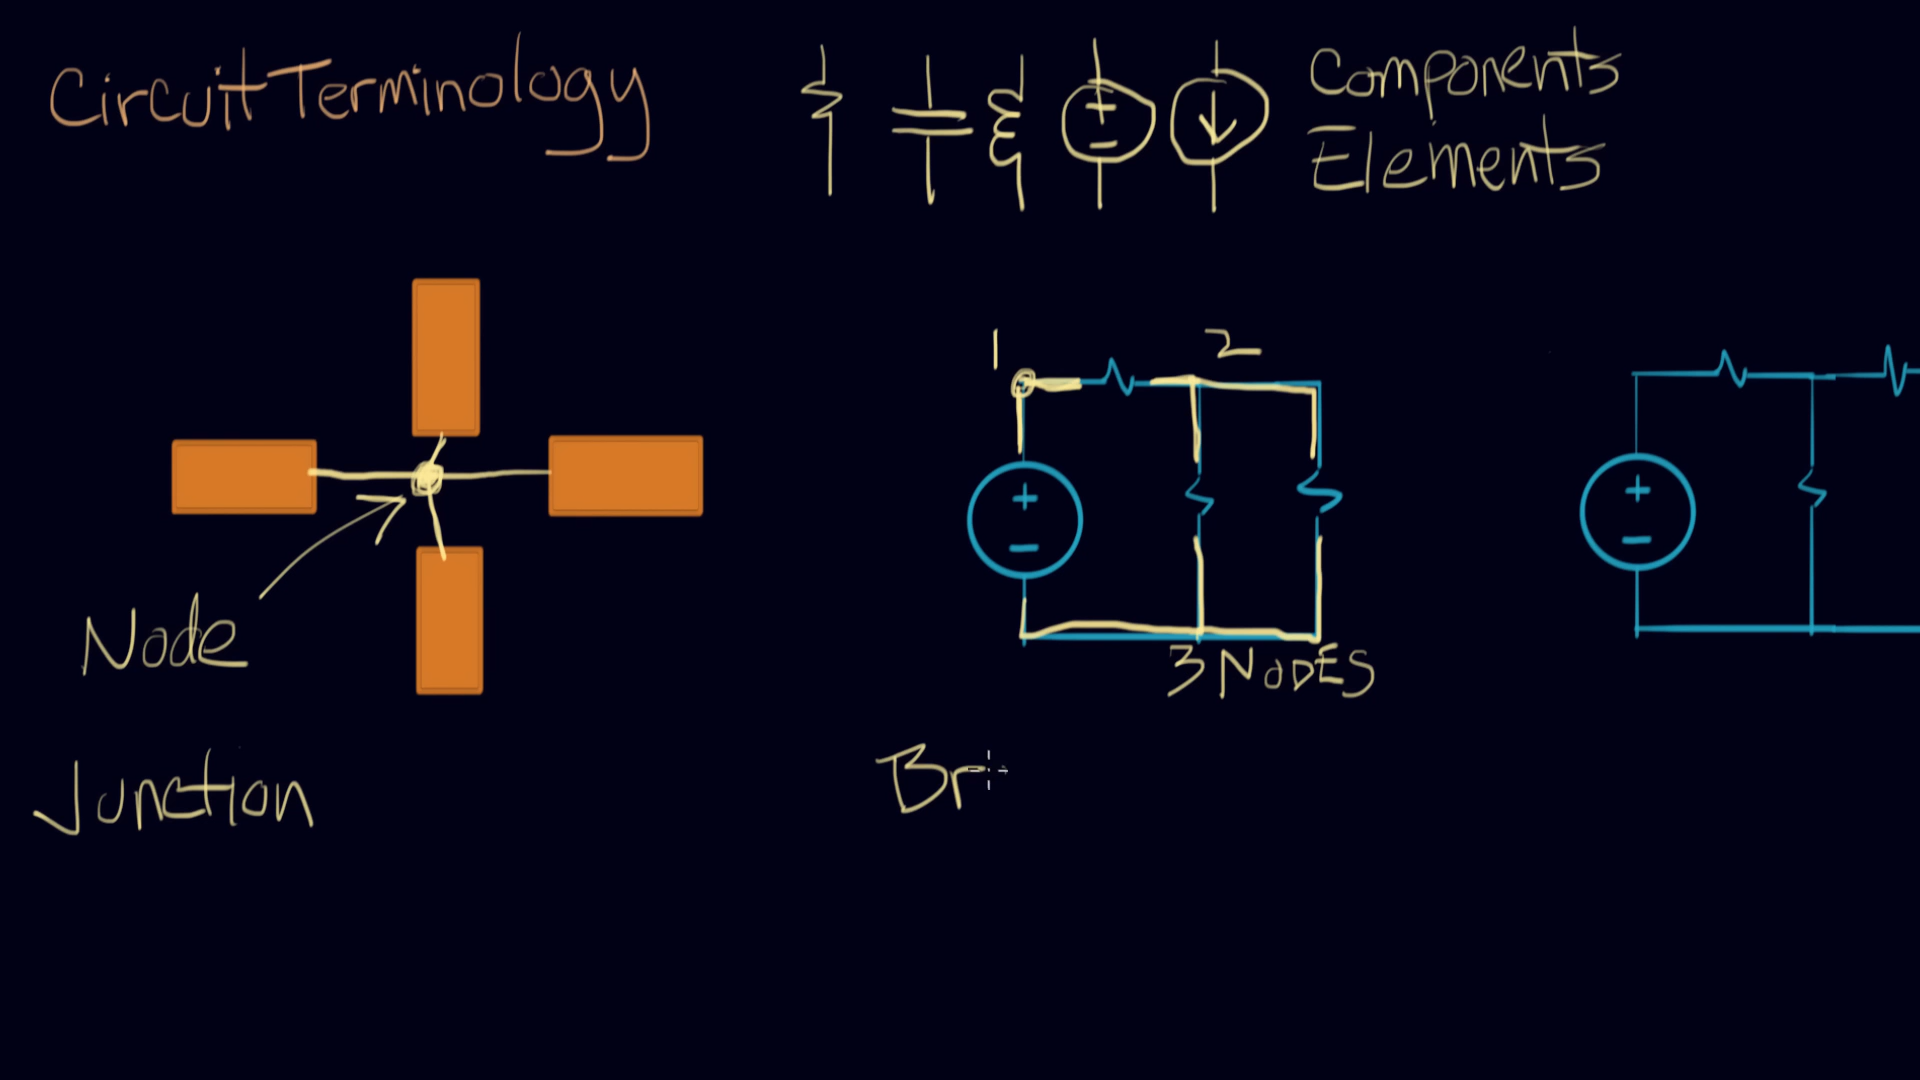 Circuit Terminology
Components
Elements
1
2
Node
3 NODES
Junction
Br